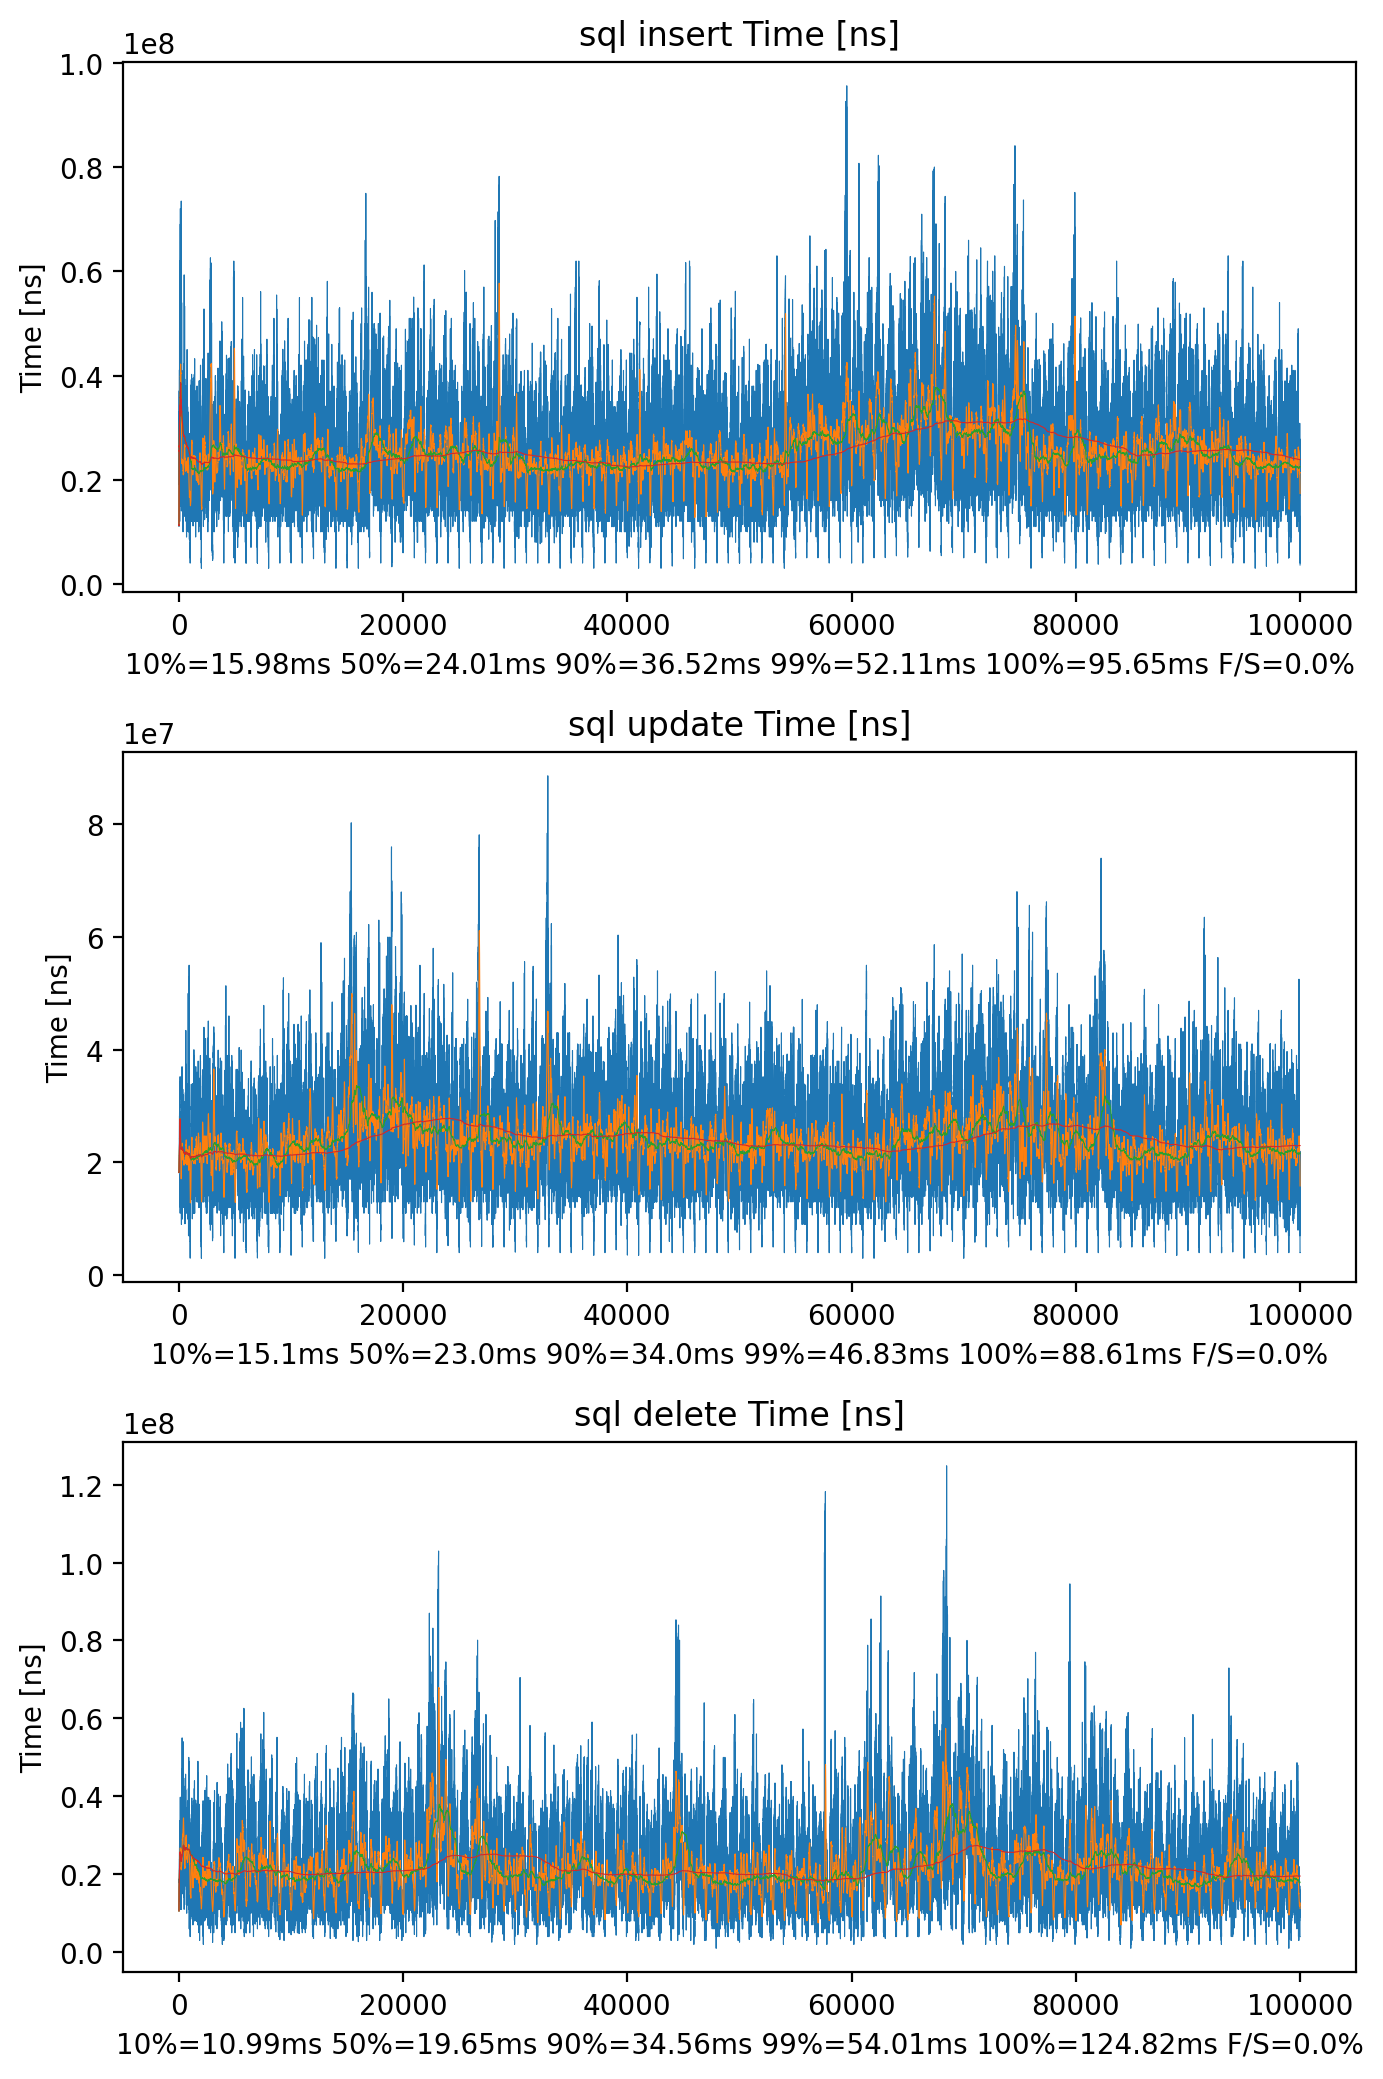 sql insert Time [ns]
1e8
1.0
0.8
0.6
0.4
0.2
0.0
Time [ns]
0 20000 40000 60000 80000 100000
10%=15.98ms 50%=24.01ms 90%=36.52ms 99%=52.11ms 100%=95.65ms F/S=0.0%
sql update Time [ns]
1e7
8
6
4
2
0
Time [ns]
0 20000 40000 60000 80000 100000
10%=15.1ms 50%=23.0ms 90%=34.0ms 99%=46.83ms 100%=88.61ms F/S=0.0%
sql delete Time [ns]
1e8
1.2
1.0
0.8
0.6
0.4
0.2
0.0
Time [ns]
0 20000 40000 60000 80000 100000
10%=10.99ms 50%=19.65ms 90%=34.56ms 99%=54.01ms 100%=124.82ms F/S=0.0%